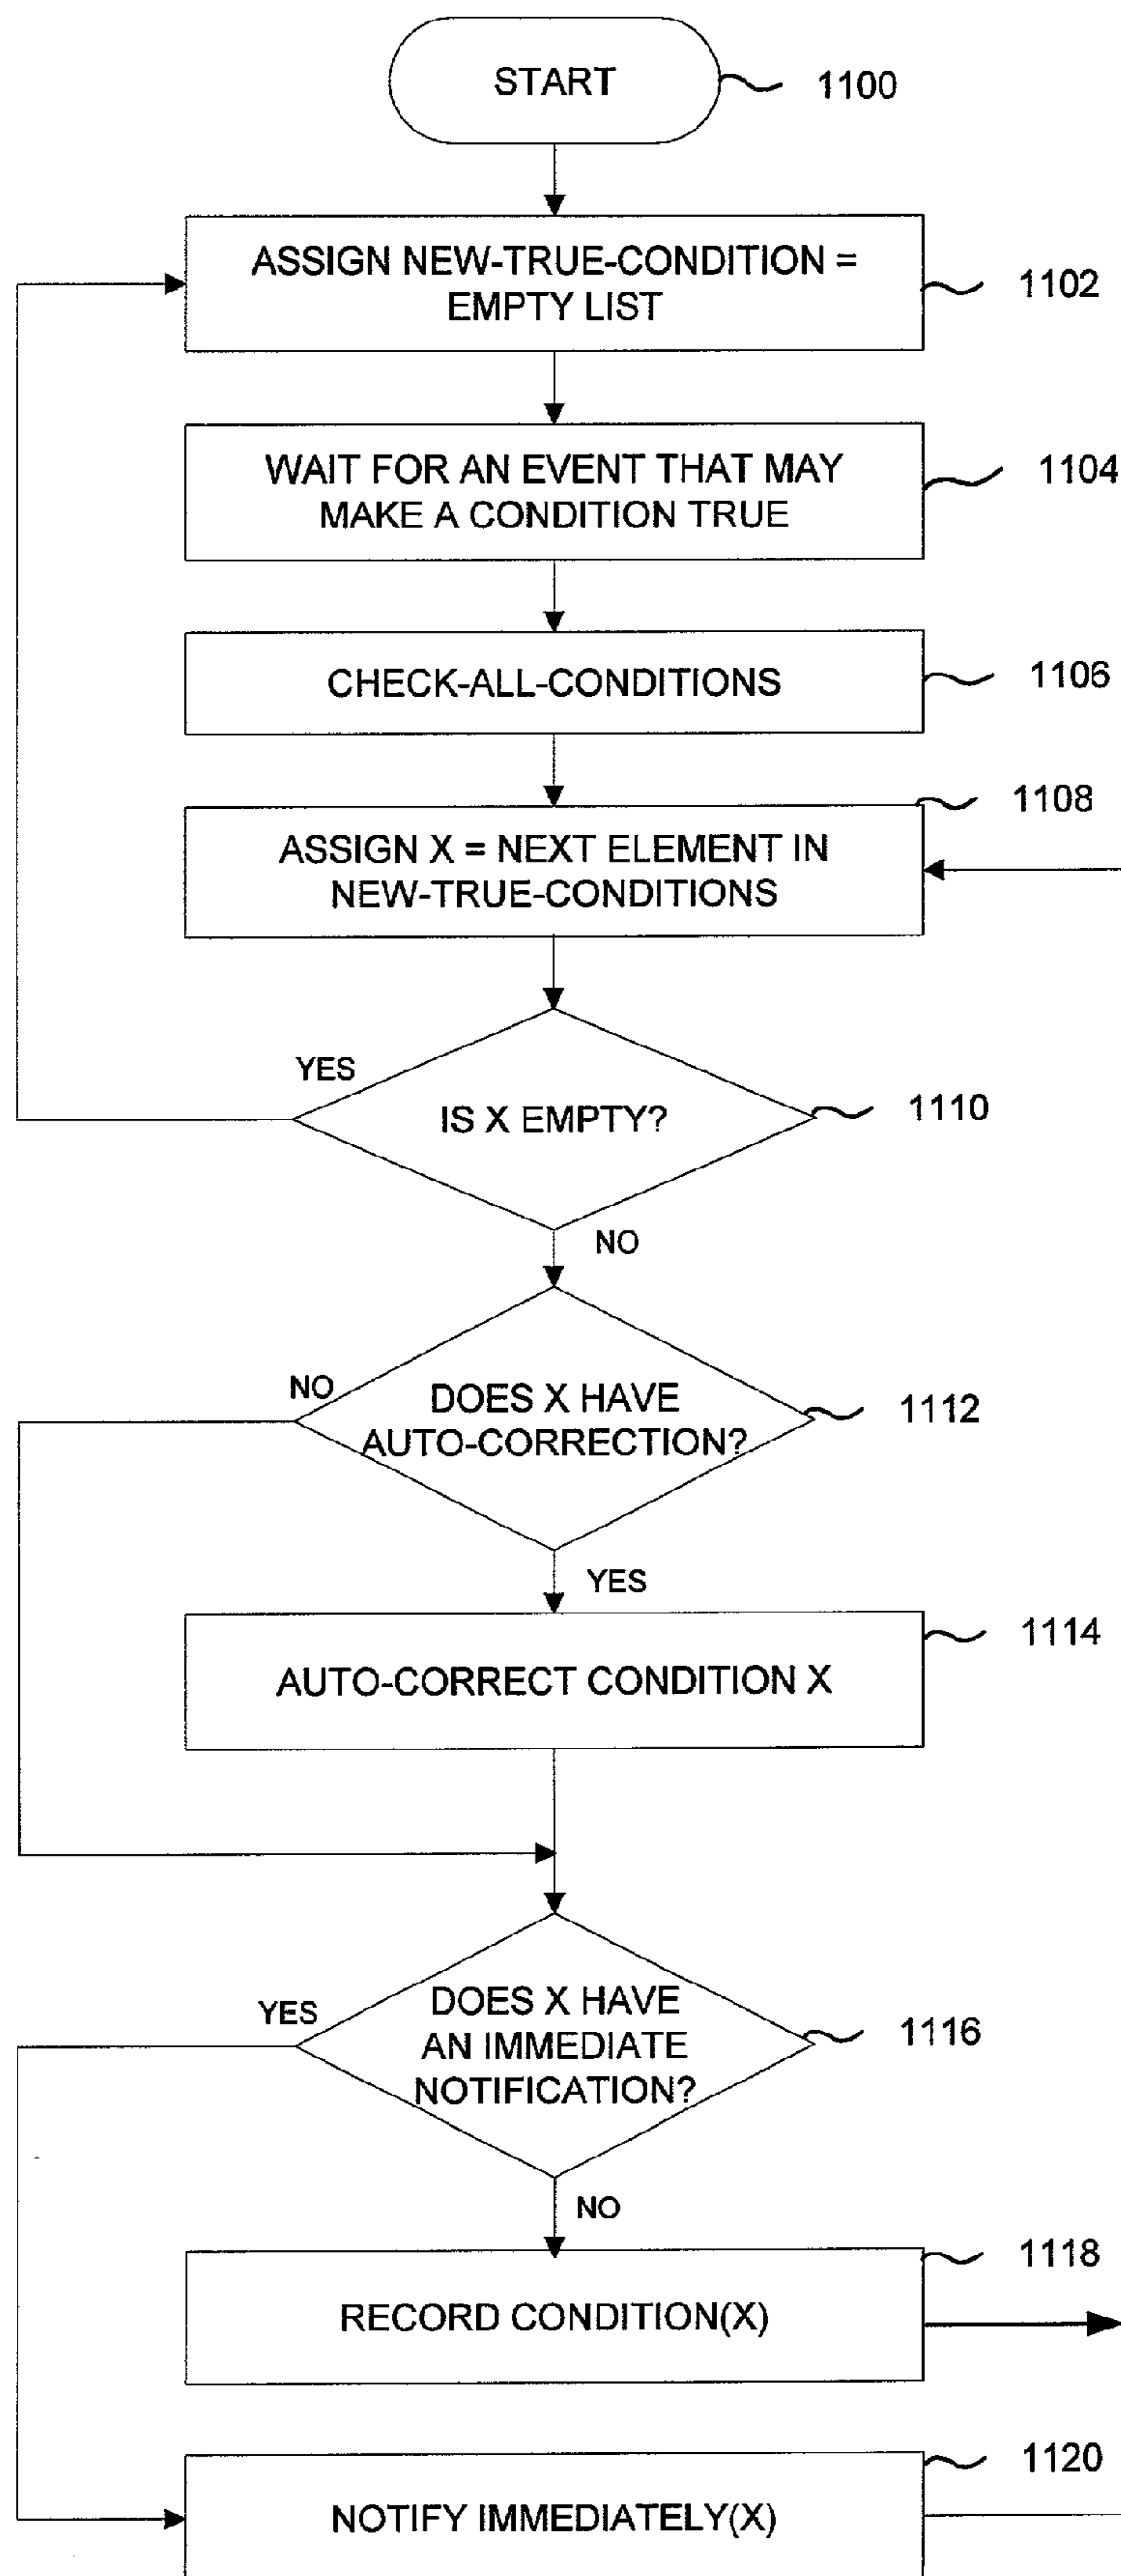 START
1100
ASSIGN NEW-TRUE-CONDITION =
EMPTY LIST
1102
WAIT FOR AN EVENT THAT MAY
MAKE A CONDITION TRUE
1104
CHECK-ALL-CONDITIONS
1106
ASSIGN X = NEXT ELEMENT IN
NEW-TRUE-CONDITIONS
1108
YES
IS X EMPTY?
1110
NO
NO
DOES X HAVE
AUTO-CORRECTION?
1112
YES
AUTO-CORRECT CONDITION X
1114
YES
DOES X HAVE
AN IMMEDIATE
NOTIFICATION?
1116
NO
RECORD CONDITION(X)
1118
NOTIFY IMMEDIATELY(X)
1120